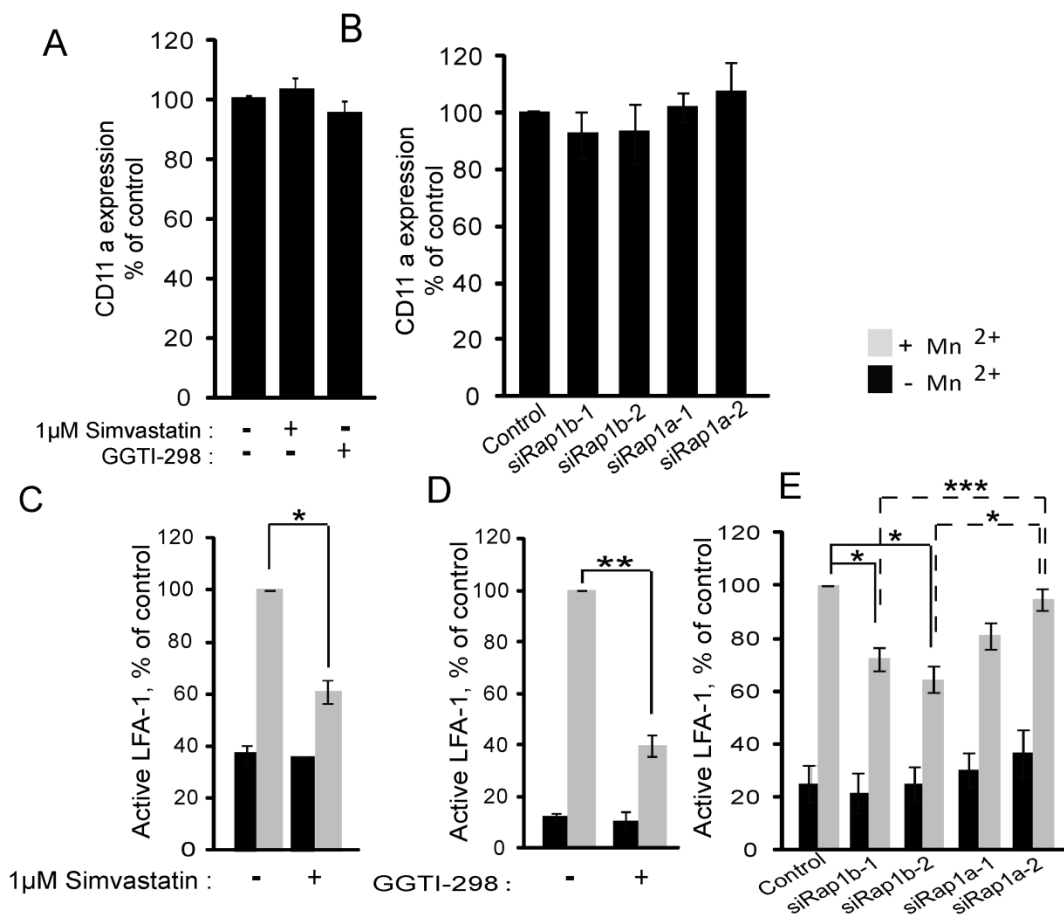 A
CD11 a expression
% of control
120
100
80
60
40
20
0
1µM Simvastatin : - + -
GGTI-298 : - - +
B
CD11 a expression
% of control
120
100
80
60
40
20
0
Control
siRap1b-1
siRap1b-2
siRap1a-1
siRap1a-2
+ Mn 2+
- Mn 2+
C
Active LFA-1, % of control
120
100
80
60
40
20
0
*
1µM Simvastatin : - +
D
Active LFA-1, % of control
120
100
80
60
40
20
0
**
GGTI-298 : - +
E
Active LFA-1, % of control
120
100
80
60
40
20
0
***
*
*
*
Control
siRap1b-1
siRap1b-2
siRap1a-1
siRap1a-2